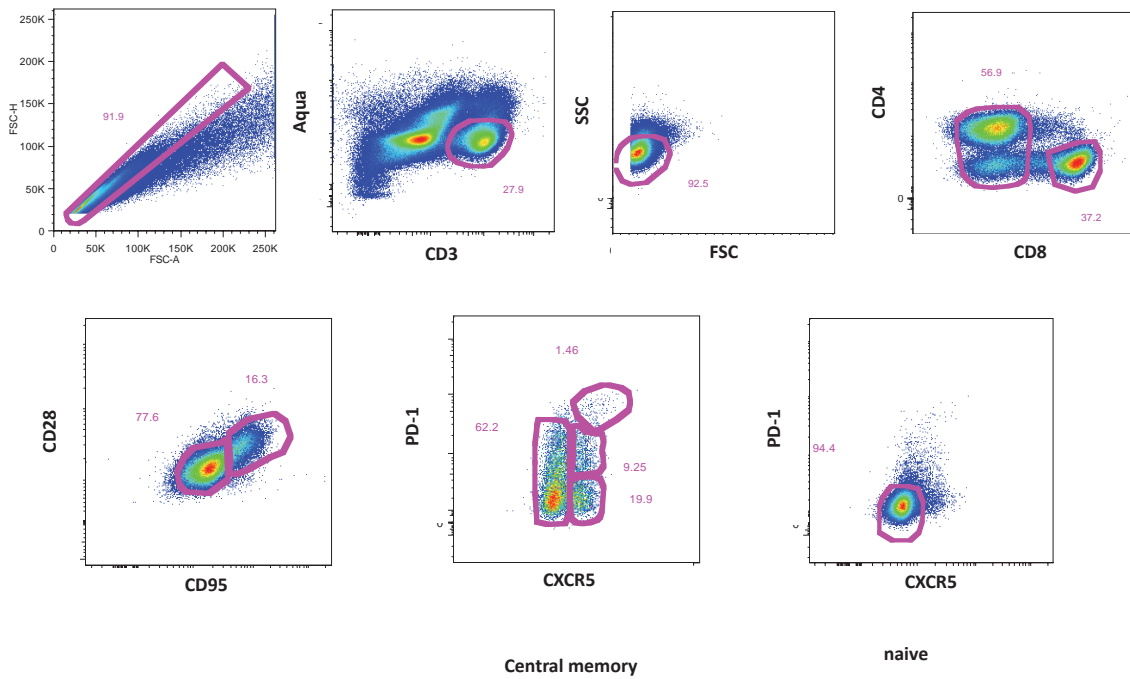 250K
200K
150K
100K
50K
0
FSC-H
91.9
0 50K 100K 150K 200K 250K
FSC-A
Aqua
27.9
CD3
SSC
92.5
FSC
CD4
56.9
0
37.2
CD8
CD28
77.6
16.3
CD95
PD-1
1.46
62.2
9.25
19.9
CXCR5
PD-1
94.4
CXCR5
Central memory
naive